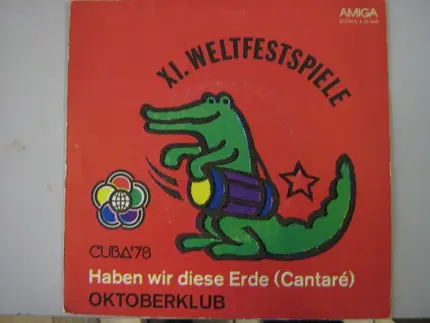 AMIGA
XI. WELTFESTSPIELE
CUBA'78
Haben wir diese Erde (Cantaré)
OKTOBERKLUB